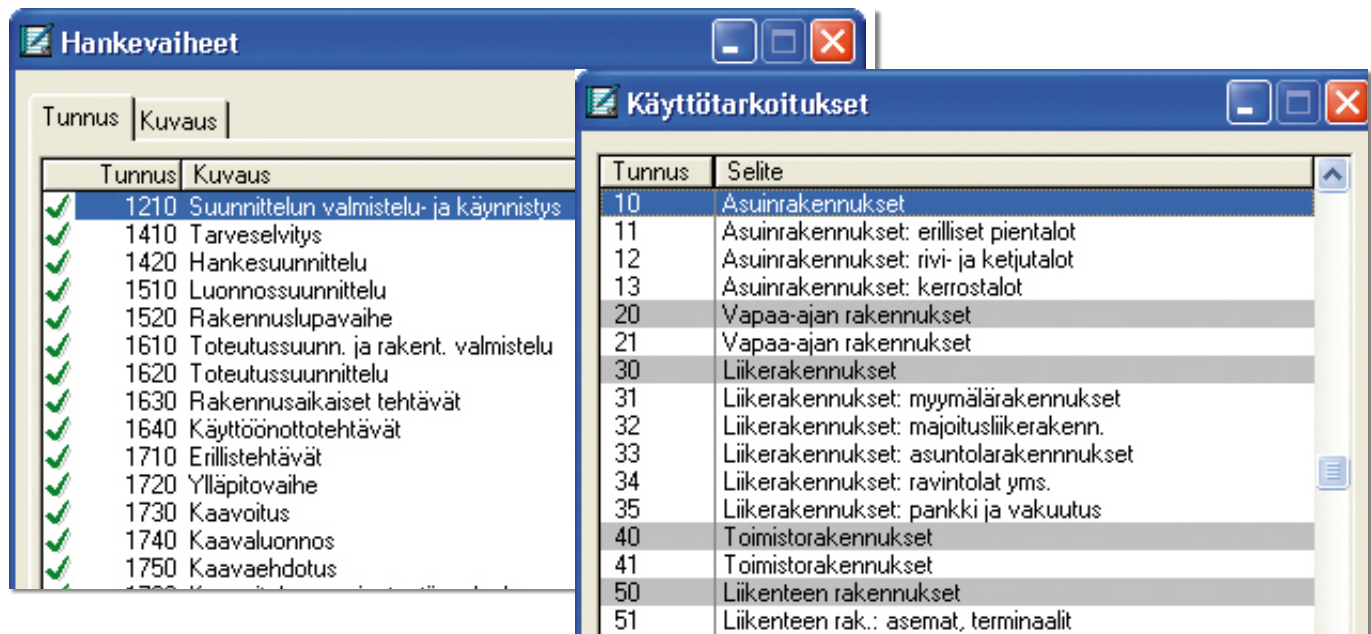 Hankevaiheet
Tunnus Kuvaus
Tunnus Kuvaus
1210 Suunnittelun valmistelu- ja käynnistys
1410 Tarveselvitys
1420 Hankesuunnittelu
1510 Luonnossuunnittelu
1520 Rakennuslupavaihe
1610 Toteutussuunn. ja rakent. valmistelu
1620 Toteutussuunnittelu
1630 Rakennusaikaiset tehtävät
1640 Käyttöönottotehtävät
1710 Erillistehtävät
1720 Ylläpitovaihe
1730 Kaavoitus
1740 Kaavaluonnos
1750 Kaavaehdotus
Käyttötarkoitukset
Tunnus Selite
10 Asuinrakennukset
11 Asuinrakennukset: erilliset pientalot
12 Asuinrakennukset: rivi- ja ketjutalot
13 Asuinrakennukset: kerrostalot
20 Vapaa-ajan rakennukset
21 Vapaa-ajan rakennukset
30 Liikerakennukset
31 Liikerakennukset: myymälärakennukset
32 Liikerakennukset: majoitusliikerakenn.
33 Liikerakennukset: asuntolarakennnukset
34 Liikerakennukset: ravintolat yms.
35 Liikerakennukset: pankki ja vakuutus
40 Toimistorakennukset
41 Toimistorakennukset
50 Liikenteen rakennukset
51 Liikenteen rak.: asemat, terminaalit